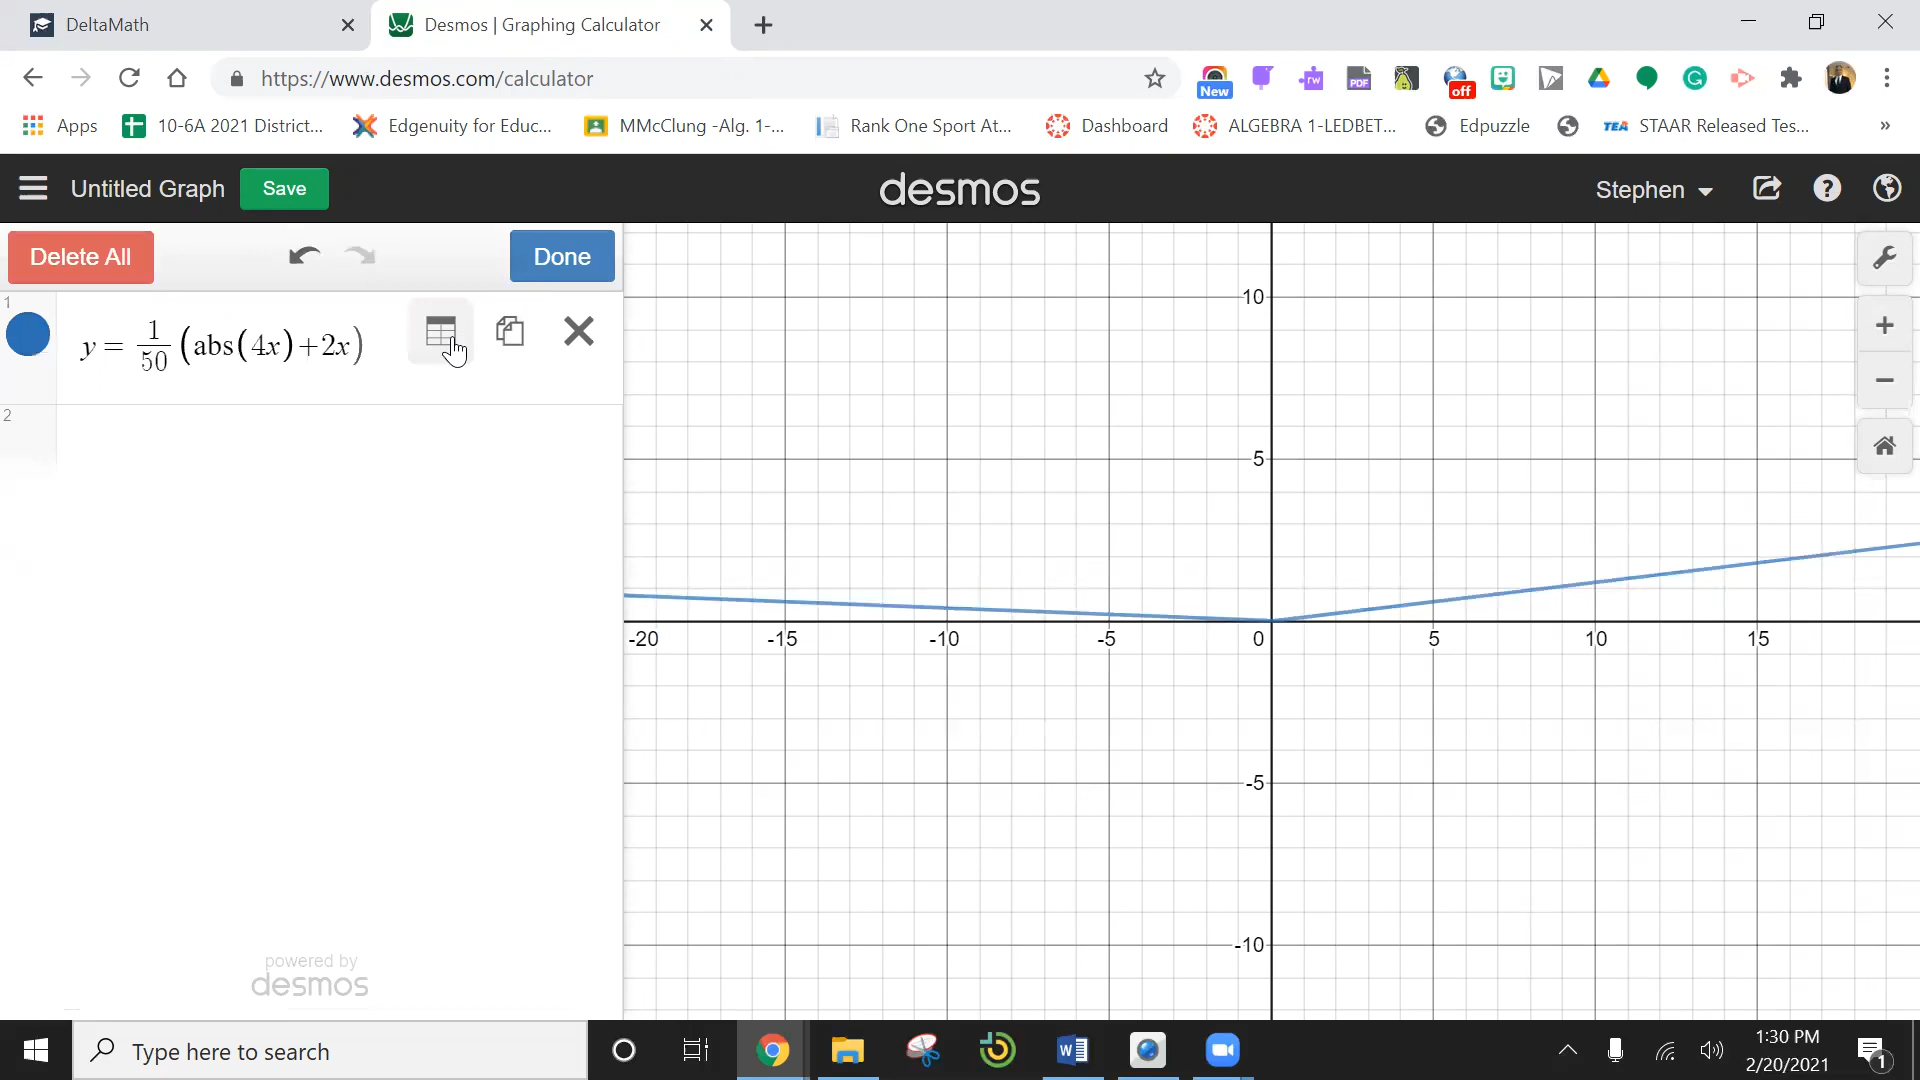 DeltaMath
Desmos | Graphing Calculator
https://www.desmos.com/calculator
New
rw
PDF
off
G
Apps
10-6A 2021 District...
Edgenuity for Educ...
MMcClung -Alg. 1-...
Rank One Sport At...
Dashboard
ALGEBRA 1-LEDBET...
Edpuzzle
TEA STAAR Released Tes...
»
Untitled Graph
Save
desmos
Stephen
?
Delete All
Done
1
y = 1/50 (abs(4x)+2x)
2
10
5
-20 -15 -10 -5 0 5 10 15
-5
-10
powered by
desmos
Type here to search
W
1:30 PM
2/20/2021
1